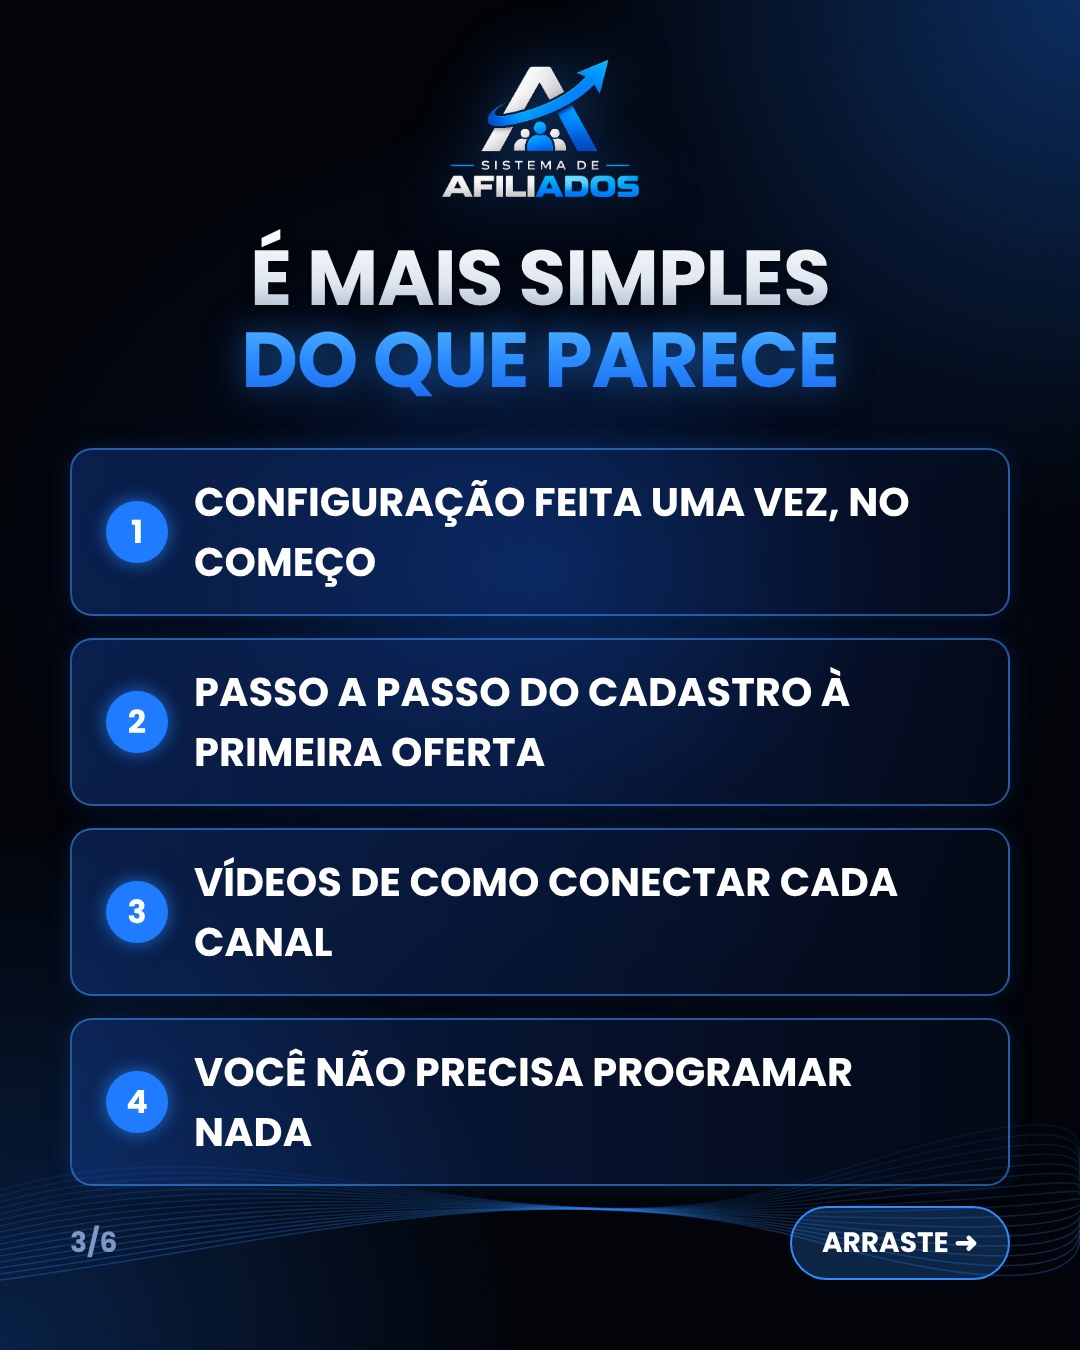 SISTEMA DE
AFILIADOS
É MAIS SIMPLES
DO QUE PARECE
1
CONFIGURAÇÃO FEITA UMA VEZ, NO
COMEÇO
2
PASSO A PASSO DO CADASTRO À
PRIMEIRA OFERTA
3
VÍDEOS DE COMO CONECTAR CADA
CANAL
4
VOCÊ NÃO PRECISA PROGRAMAR
NADA
3/6
ARRASTE →